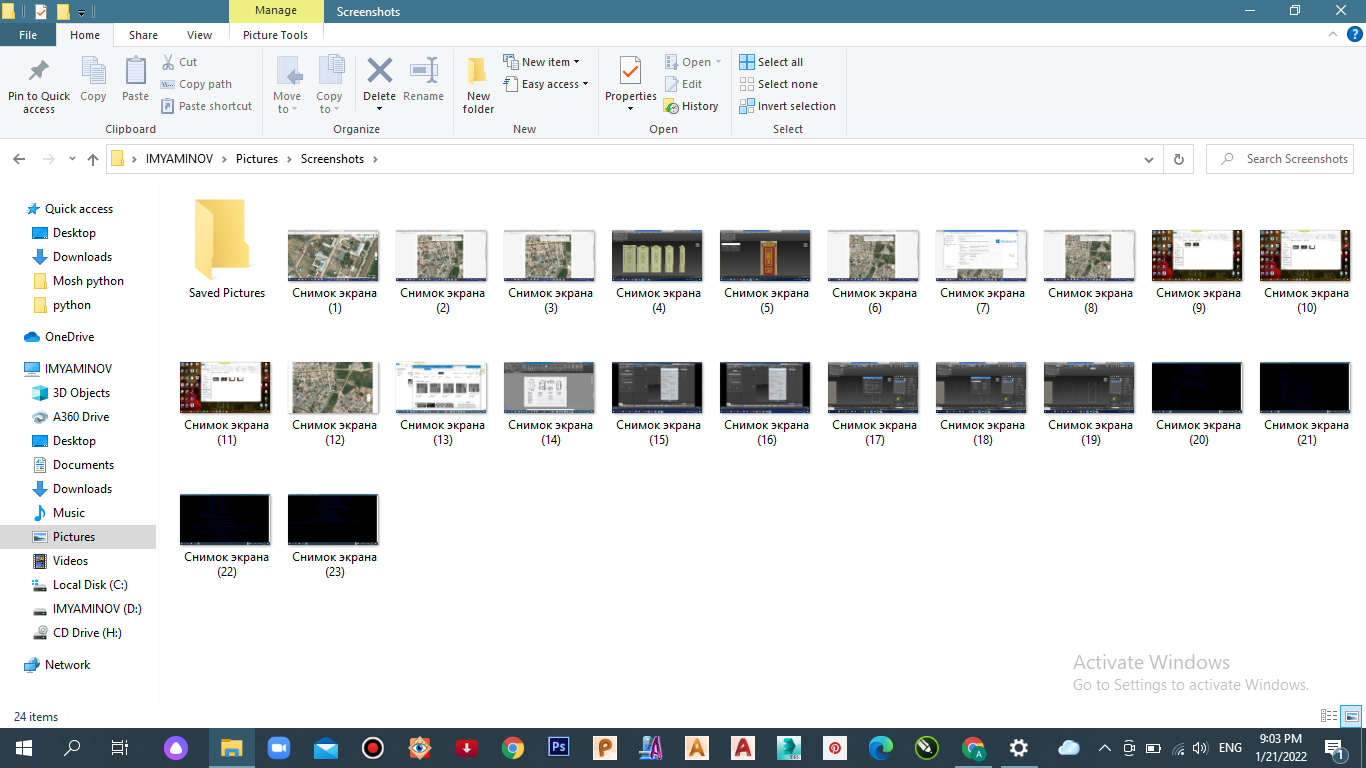 Manage
Screenshots
File
Home
Share
View
Picture Tools
Pin to Quick
access
Copy
Paste
Cut
Copy path
Paste shortcut
Clipboard
Move
to
Copy
to
Delete
Rename
Organize
New
folder
New item
Easy access
New
Properties
Open
Edit
History
Open
Select all
Select none
Invert selection
Select
IMYAMINOV
Pictures
Screenshots
Search Screenshots
Quick access
Desktop
Downloads
Mosh python
python
OneDrive
IMYAMINOV
3D Objects
A360 Drive
Desktop
Documents
Downloads
Music
Pictures
Videos
Local Disk (C:)
IMYAMINOV (D:)
CD Drive (H:)
Network
Saved Pictures
Снимок экрана
(1)
Снимок экрана
(2)
Снимок экрана
(3)
Снимок экрана
(4)
Снимок экрана
(5)
Снимок экрана
(6)
Снимок экрана
(7)
Снимок экрана
(8)
Снимок экрана
(9)
Снимок экрана
(10)
Снимок экрана
(11)
Снимок экрана
(12)
Снимок экрана
(13)
Снимок экрана
(14)
Снимок экрана
(15)
Снимок экрана
(16)
Снимок экрана
(17)
Снимок экрана
(18)
Снимок экрана
(19)
Снимок экрана
(20)
Снимок экрана
(21)
Снимок экрана
(22)
Снимок экрана
(23)
Activate Windows
Go to Settings to activate Windows.
24 items
Ps
ENG
9:03 PM
1/21/2022
1